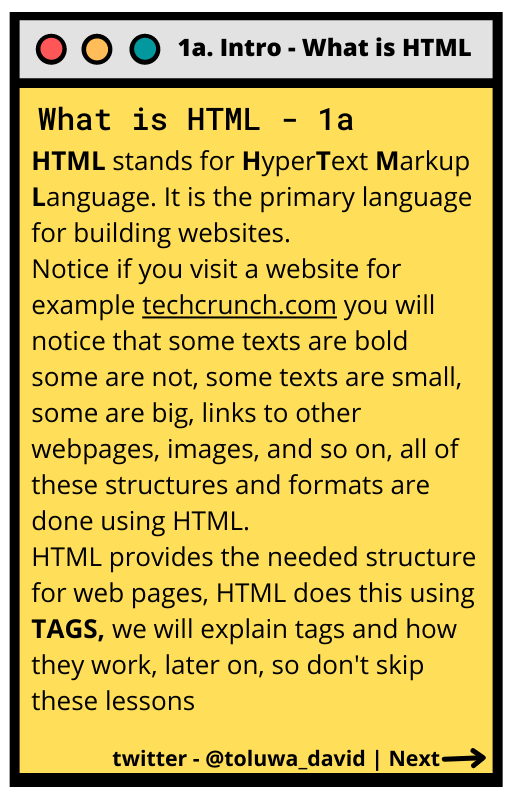 1a. Intro - What is HTML
What is HTML - 1a
HTML stands for HyperText Markup
Language. It is the primary language
for building websites.
Notice if you visit a website for
example techcrunch.com you will
notice that some texts are bold
some are not, some texts are small,
some are big, links to other
webpages, images, and so on, all of
these structures and formats are
done using HTML.
HTML provides the needed structure
for web pages, HTML does this using
TAGS, we will explain tags and how
they work, later on, so don't skip
these lessons
twitter - @toluwa_david | Next